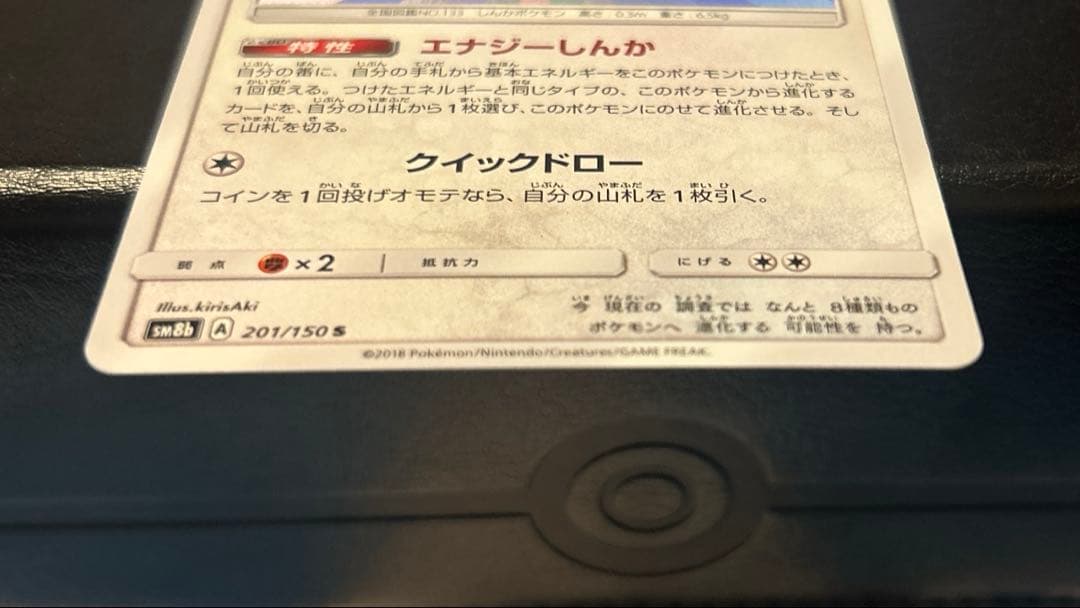 全国図鑑NO.133 しんかポケモン 高さ:0.3m 重さ:6.5kg
特性 エナジーしんか
自分の番に、自分の手札から基本エネルギーをこのポケモンにつけたとき、
1回使える。つけたエネルギーと同じタイプの、このポケモンから進化する
カードを、自分の山札から1枚選び、このポケモンにのせて進化させる。そし
て山札を切る。
クイックドロー
コインを1回投げオモテなら、自分の山札を1枚引く。
弱点 ×2 抵抗力 にげる
Illus.kirisAki
今 現在の 調査では なんと 8種類もの
ポケモンへ 進化する 可能性を 持つ。
SM8b A 201/150 S
©2018 Pokémon/Nintendo/Creatures/GAME FREAK.